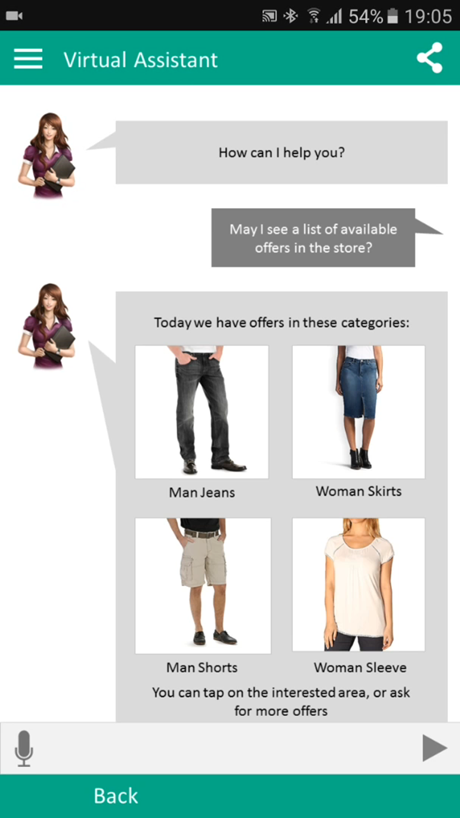 54% 19:05
Virtual Assistant
How can I help you?
May I see a list of available
offers in the store?
Today we have offers in these categories:
Man Jeans
Woman Skirts
Man Shorts
Woman Sleeve
You can tap on the interested area, or ask
for more offers
Back